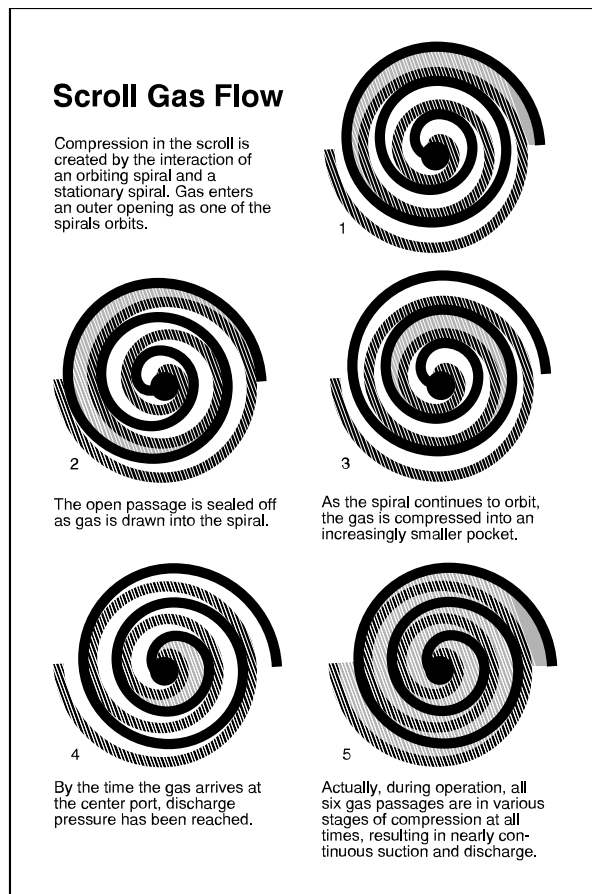 Scroll Gas Flow
Compression in the scroll is
created by the interaction of
an orbiting spiral and a
stationary spiral. Gas enters
an outer opening as one of the
spirals orbits.
1
2
The open passage is sealed off
as gas is drawn into the spiral.
3
As the spiral continues to orbit,
the gas is compressed into an
increasingly smaller pocket.
4
By the time the gas arrives at
the center port, discharge
pressure has been reached.
5
Actually, during operation, all
six gas passages are in various
stages of compression at all
times, resulting in nearly con-
tinuous suction and discharge.